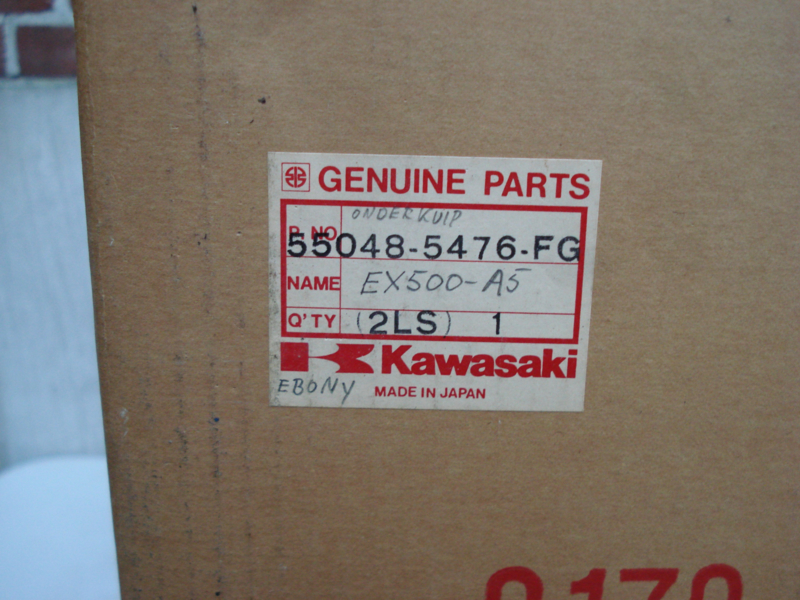 GENUINE PARTS
ONDERKUIP
P. NO
55048-5476-FG
NAME EX500-A5
Q'TY (2LS) 1
Kawasaki
EBONY MADE IN JAPAN